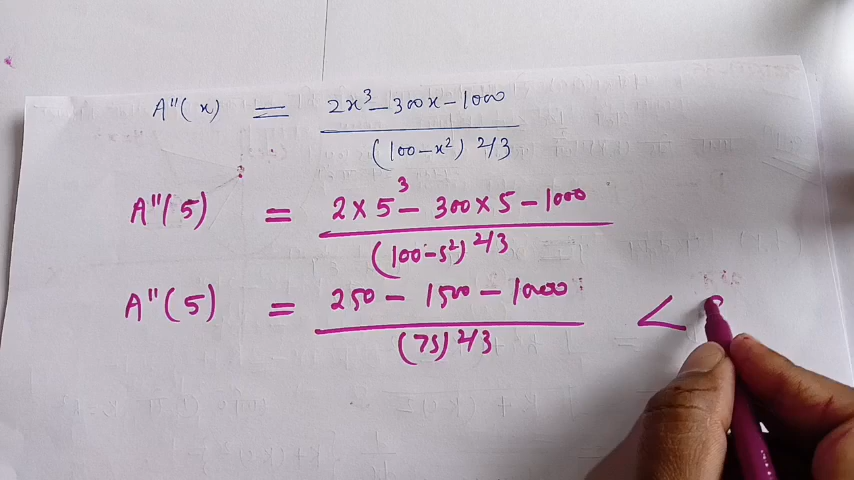 A"(x) = 2x³ - 300x - 1000
(100 - x²) 2/3
A"(5) = 2 × 5³ - 300 × 5 - 1000
(100 - 5²) 2/3
A"(5) = 250 - 1500 - 1000 <
(75) 2/3